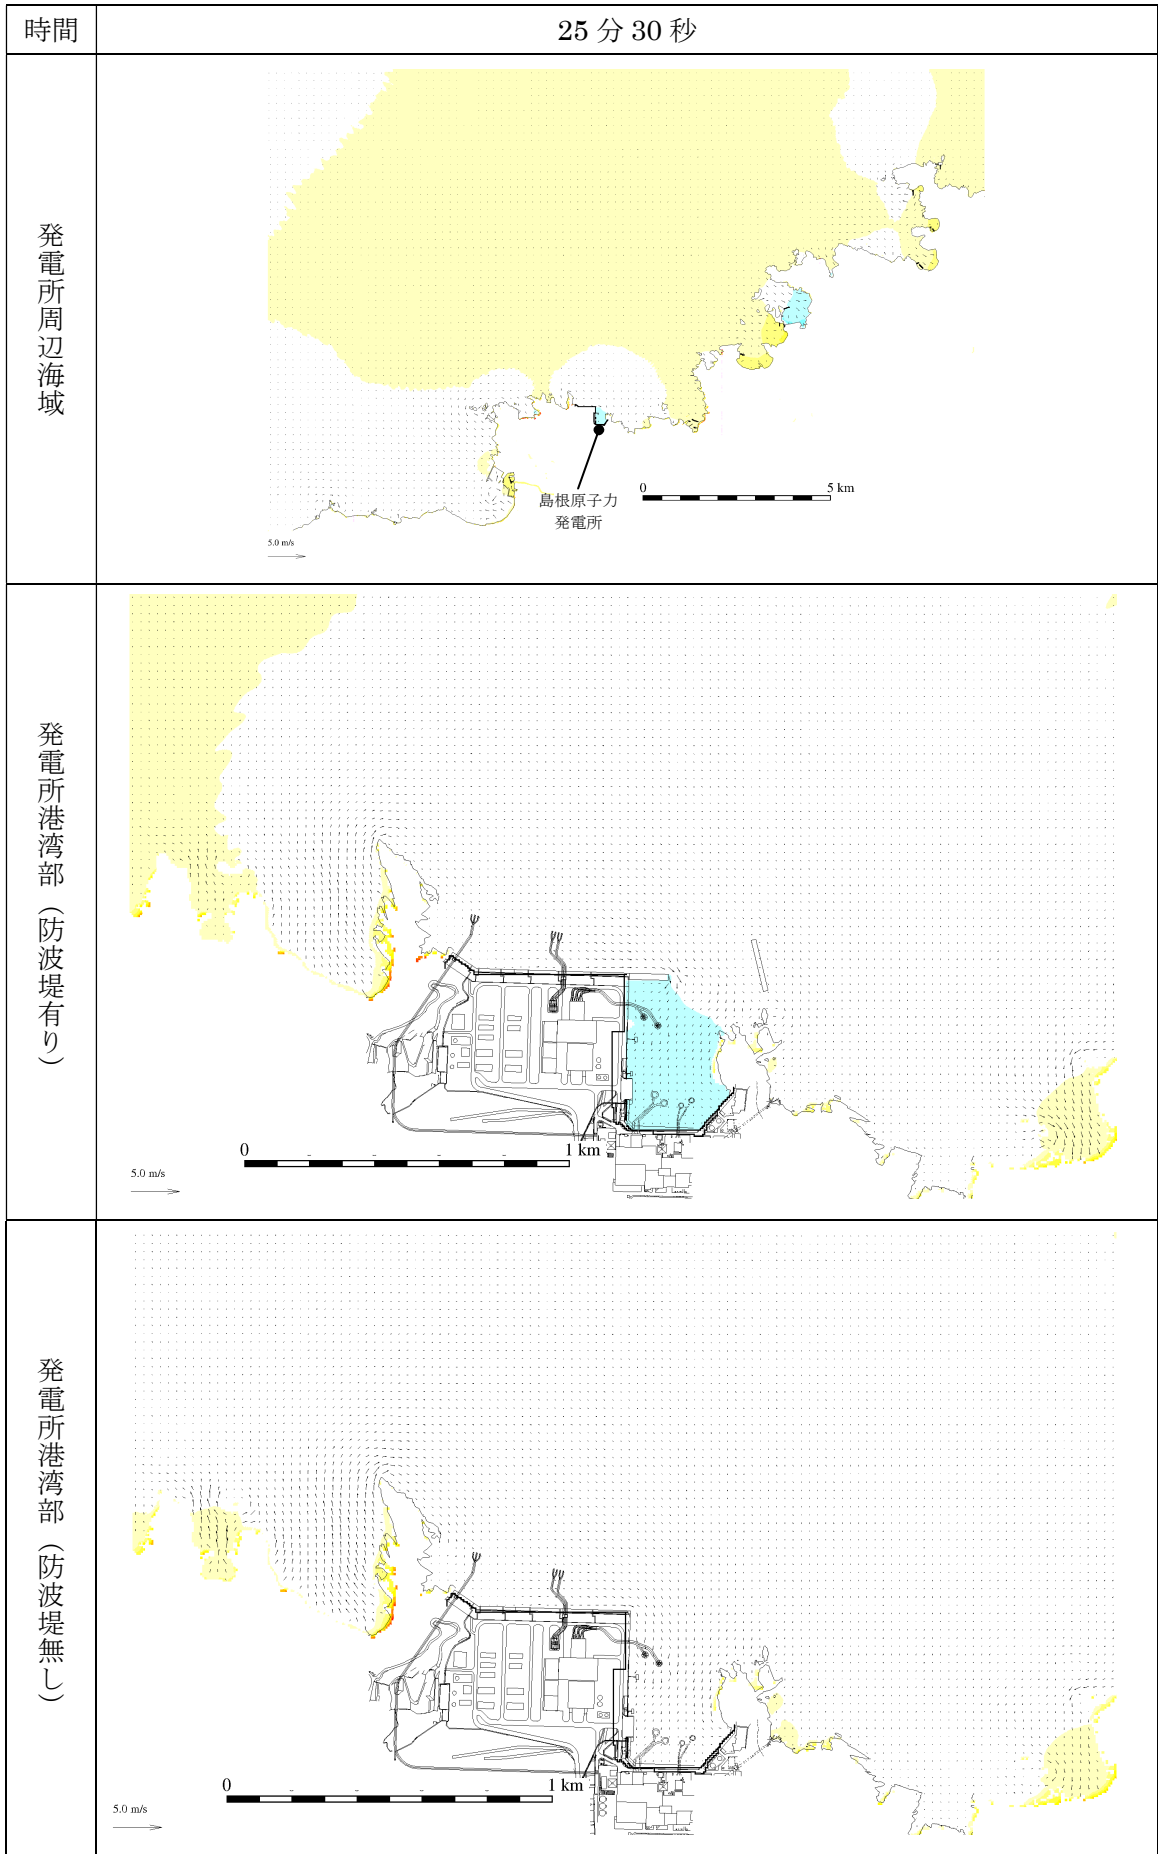 時間
25分30秒
発電所周辺海域
島根原子力
発電所
0
5 km
5.0 m/s
発電所港湾部（防波堤有り）
0
1 km
5.0 m/s
発電所港湾部（防波堤無し）
0
1 km
5.0 m/s